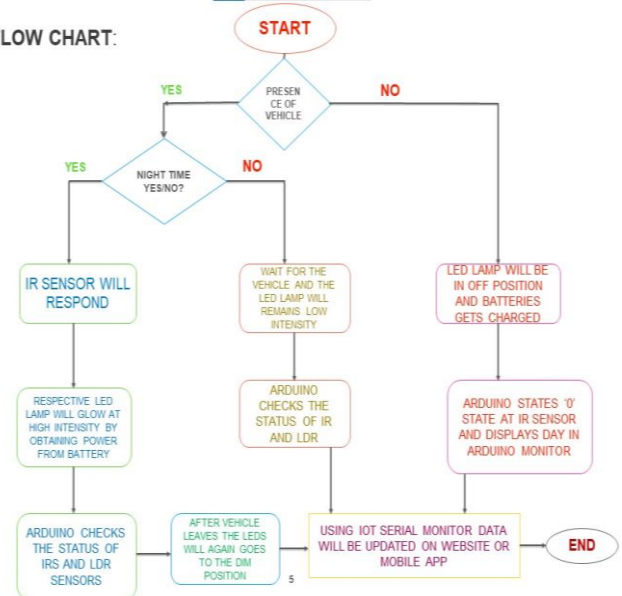 LOW CHART:
START
PRESEN
CE OF
VEHICLE
YES
NO
NIGHT TIME
YES/NO?
YES
NO
IR SENSOR WILL
RESPOND
WAIT FOR THE
VEHICLE AND THE
LED LAMP WILL
REMAINS LOW
INTENSITY
LED LAMP WILL BE
IN OFF POSITION
AND BATTERIES
GETS CHARGED
RESPECTIVE LED
LAMP WILL GLOW AT
HIGH INTENSITY BY
OBTAINING POWER
FROM BATTERY
ARDUINO
CHECKS THE
STATUS OF IR
AND LDR
ARDUINO STATES '0'
STATE AT IR SENSOR
AND DISPLAYS DAY IN
ARDUINO MONITOR
ARDUINO CHECKS
THE STATUS OF
IRS AND LDR
SENSORS
AFTER VEHICLE
LEAVES THE LEDS
WILL AGAIN GOES
TO THE DIM
POSITION
5
USING IOT SERIAL MONITOR DATA
WILL BE UPDATED ON WEBSITE OR
MOBILE APP
END